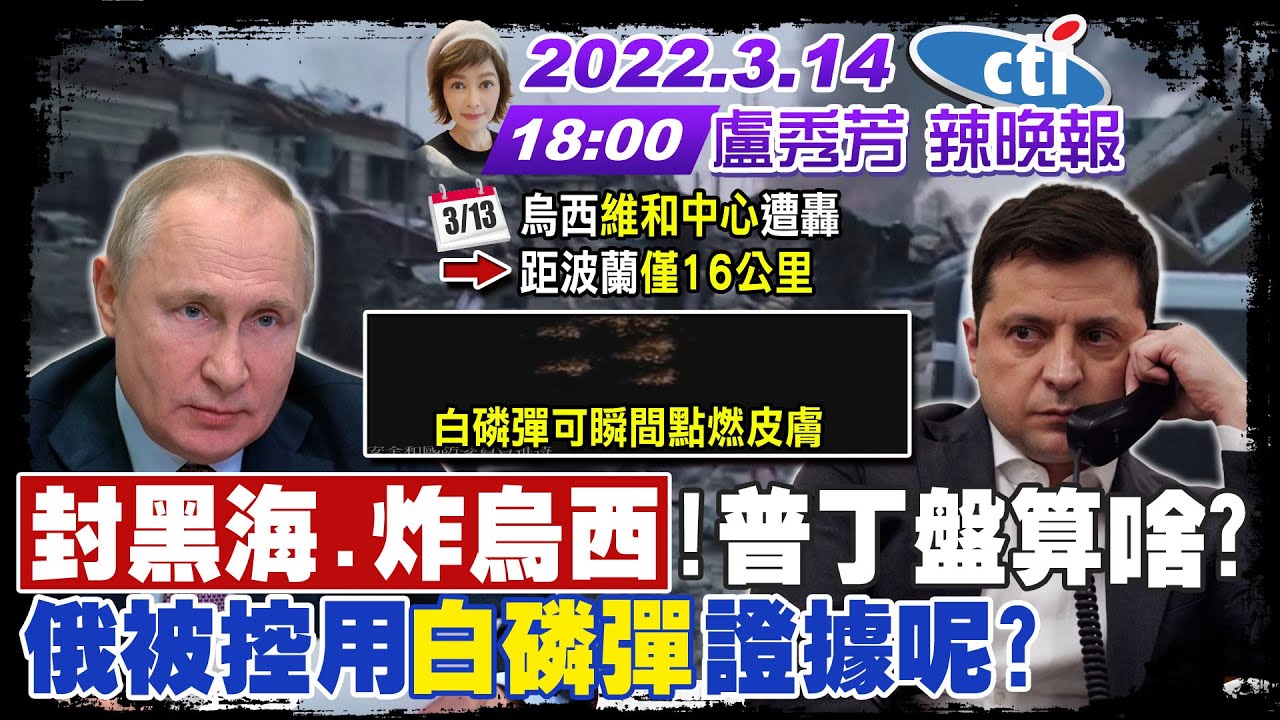 2022.3.14
cti
18:00 盧秀芳 辣晚報
3/13 烏西維和中心遭轟
距波蘭僅16公里
白磷彈可瞬間點燃皮膚
封黑海.炸烏西!普丁盤算啥?
俄被控用白磷彈證據呢?